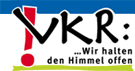 VKR:
...Wir halten
den Himmel offen